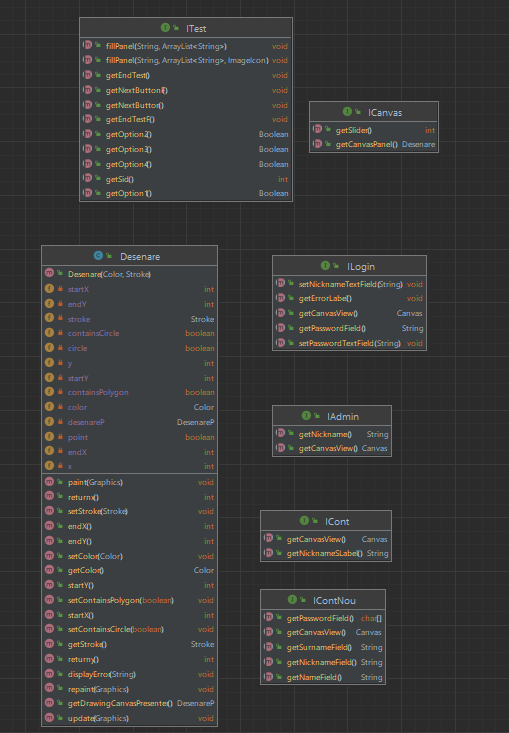 ITest
fillPanel(String, ArrayList<String>) void
fillPanel(String, ArrayList<String>, ImageIcon) void
getEndTest() void
getNextButtonF() void
getNextButton() void
getEndTestF() void
getOption2() Boolean
getOption3() Boolean
getOption4() Boolean
getSid() int
getOption1() Boolean
ICanvas
getSlider() int
getCanvasPanel() Desenare
Desenare
Desenare(Color, Stroke)
startX int
endY int
stroke Stroke
containsCircle boolean
circle boolean
y int
startY int
containsPolygon boolean
color Color
desenareP DesenareP
point boolean
endX int
x int
paint(Graphics) void
returnx() int
setStroke(Stroke) void
endX() int
endY() int
setColor(Color) void
getColor() Color
startY() int
setContainsPolygon(boolean) void
startX() int
setContainsCircle(boolean) void
getStroke() Stroke
returny() int
displayError(String) void
repaint(Graphics) void
getDrawingCanvasPresenter() DesenareP
update(Graphics) void
ILogin
setNicknameTextField(String) void
getErrorLabel() void
getCanvasView() Canvas
getPasswordField() String
setPasswordTextField(String) void
IAdmin
getNickname() String
getCanvasView() Canvas
ICont
getCanvasView() Canvas
getNicknameSLabel() String
IContNou
getPasswordField() char[]
getCanvasView() Canvas
getSurnameField() String
getNicknameField() String
getNameField() String